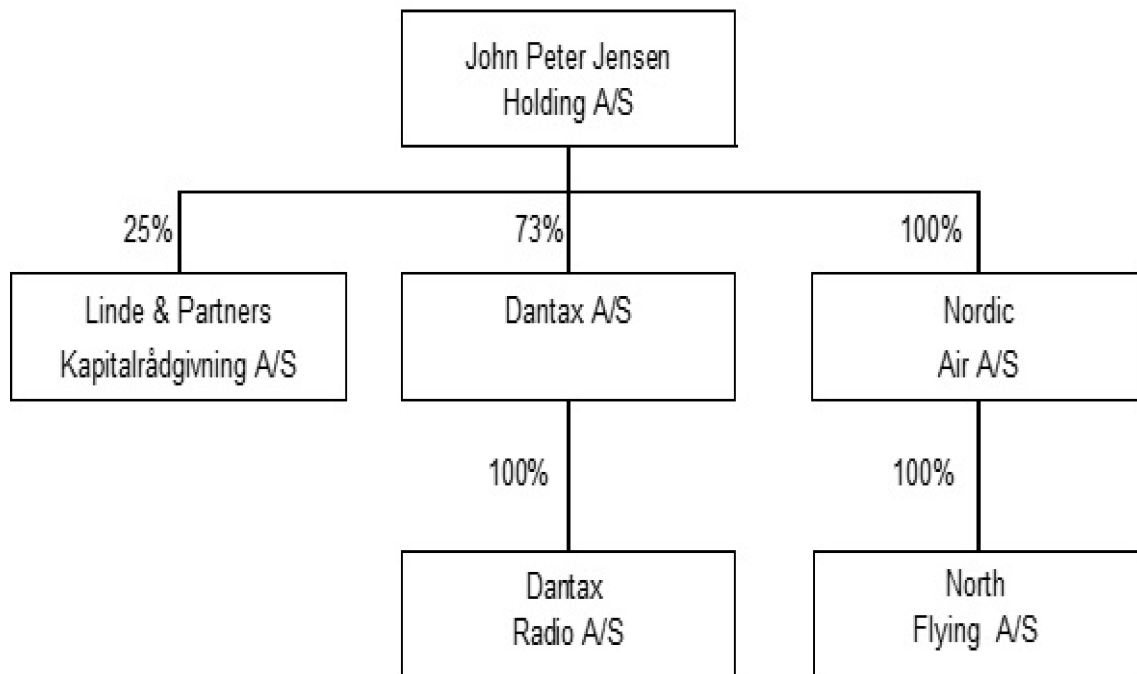 John Peter Jensen
Holding A/S
25%
73%
100%
Linde & Partners
Kapitalrådgivning A/S
Dantax A/S
Nordic
Air A/S
100%
100%
Dantax
Radio A/S
North
Flying A/S